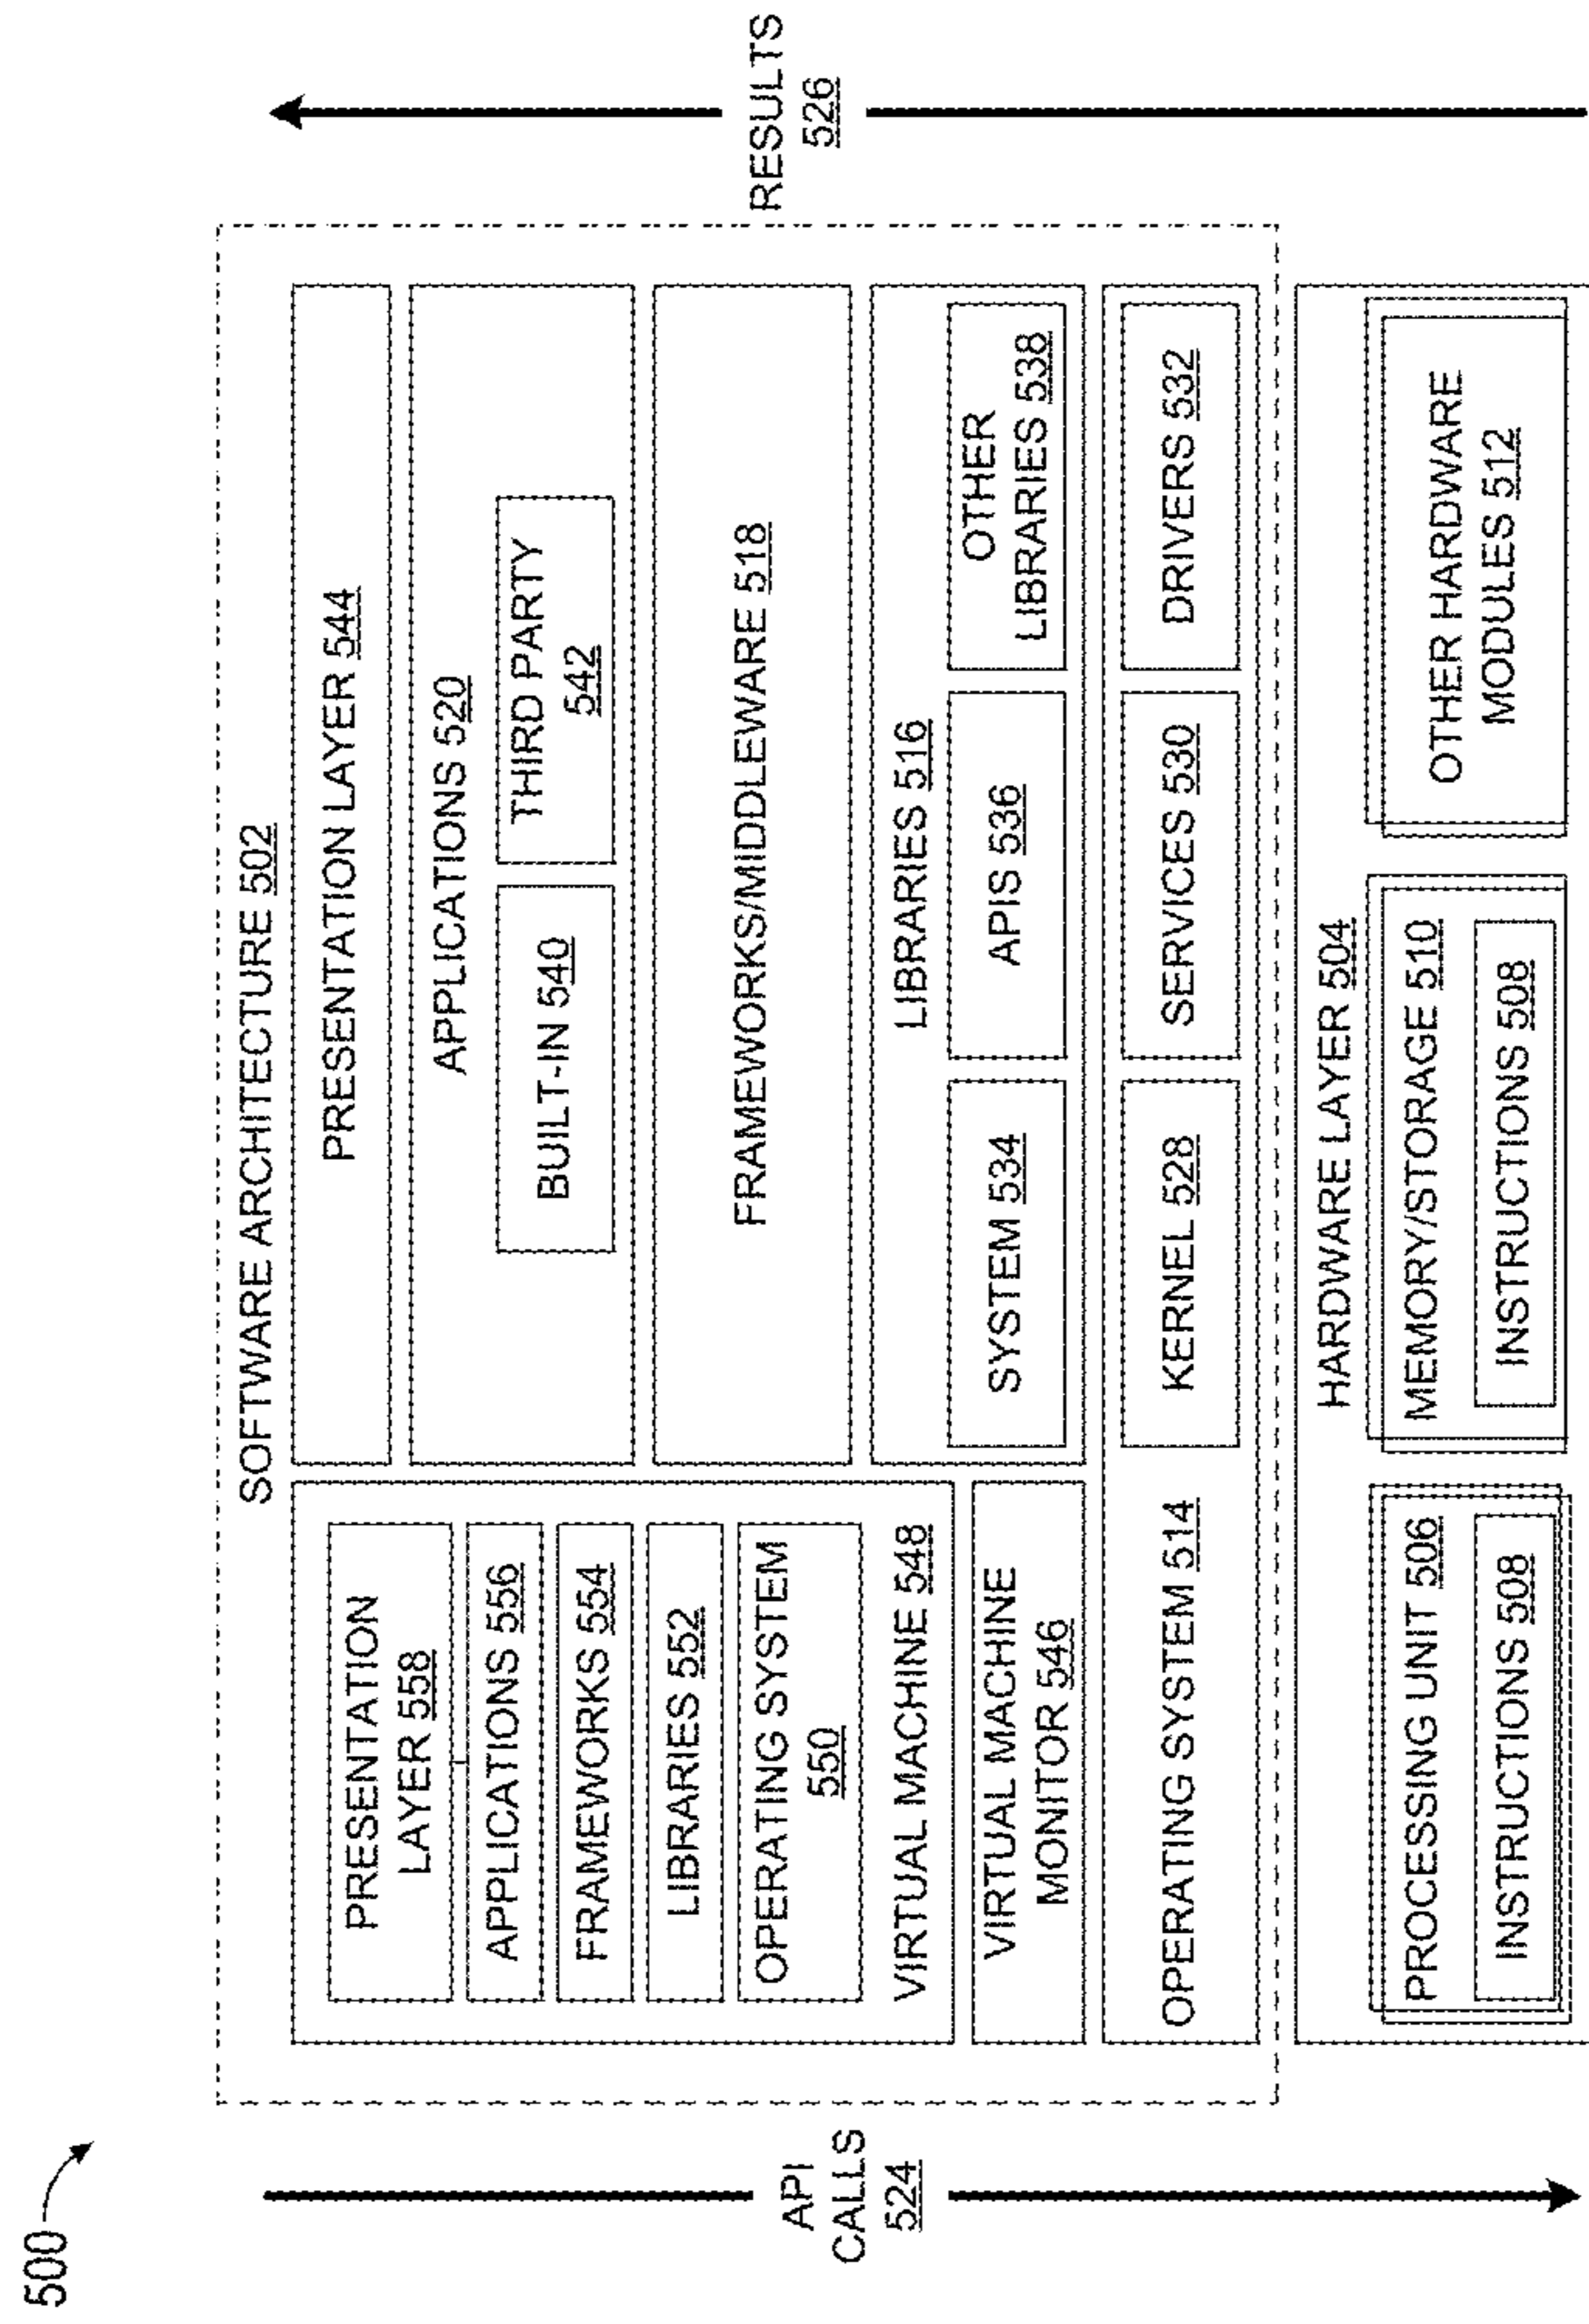 500
SOFTWARE ARCHITECTURE 502
PRESENTATION
LAYER 558
APPLICATIONS 556
FRAMEWORKS 554
LIBRARIES 552
OPERATING SYSTEM
550
VIRTUAL MACHINE 548
VIRTUAL MACHINE
MONITOR 546
PRESENTATION LAYER 544
APPLICATIONS 520
BUILT-IN 540
THIRD PARTY
542
FRAMEWORKS/MIDDLEWARE 518
LIBRARIES 516
SYSTEM 534
APIS 536
OTHER
LIBRARIES 538
OPERATING SYSTEM 514
KERNEL 528
SERVICES 530
DRIVERS 532
HARDWARE LAYER 504
PROCESSING UNIT 506
INSTRUCTIONS 508
MEMORY/STORAGE 510
INSTRUCTIONS 508
OTHER HARDWARE
MODULES 512
API
CALLS
524
RESULTS
526